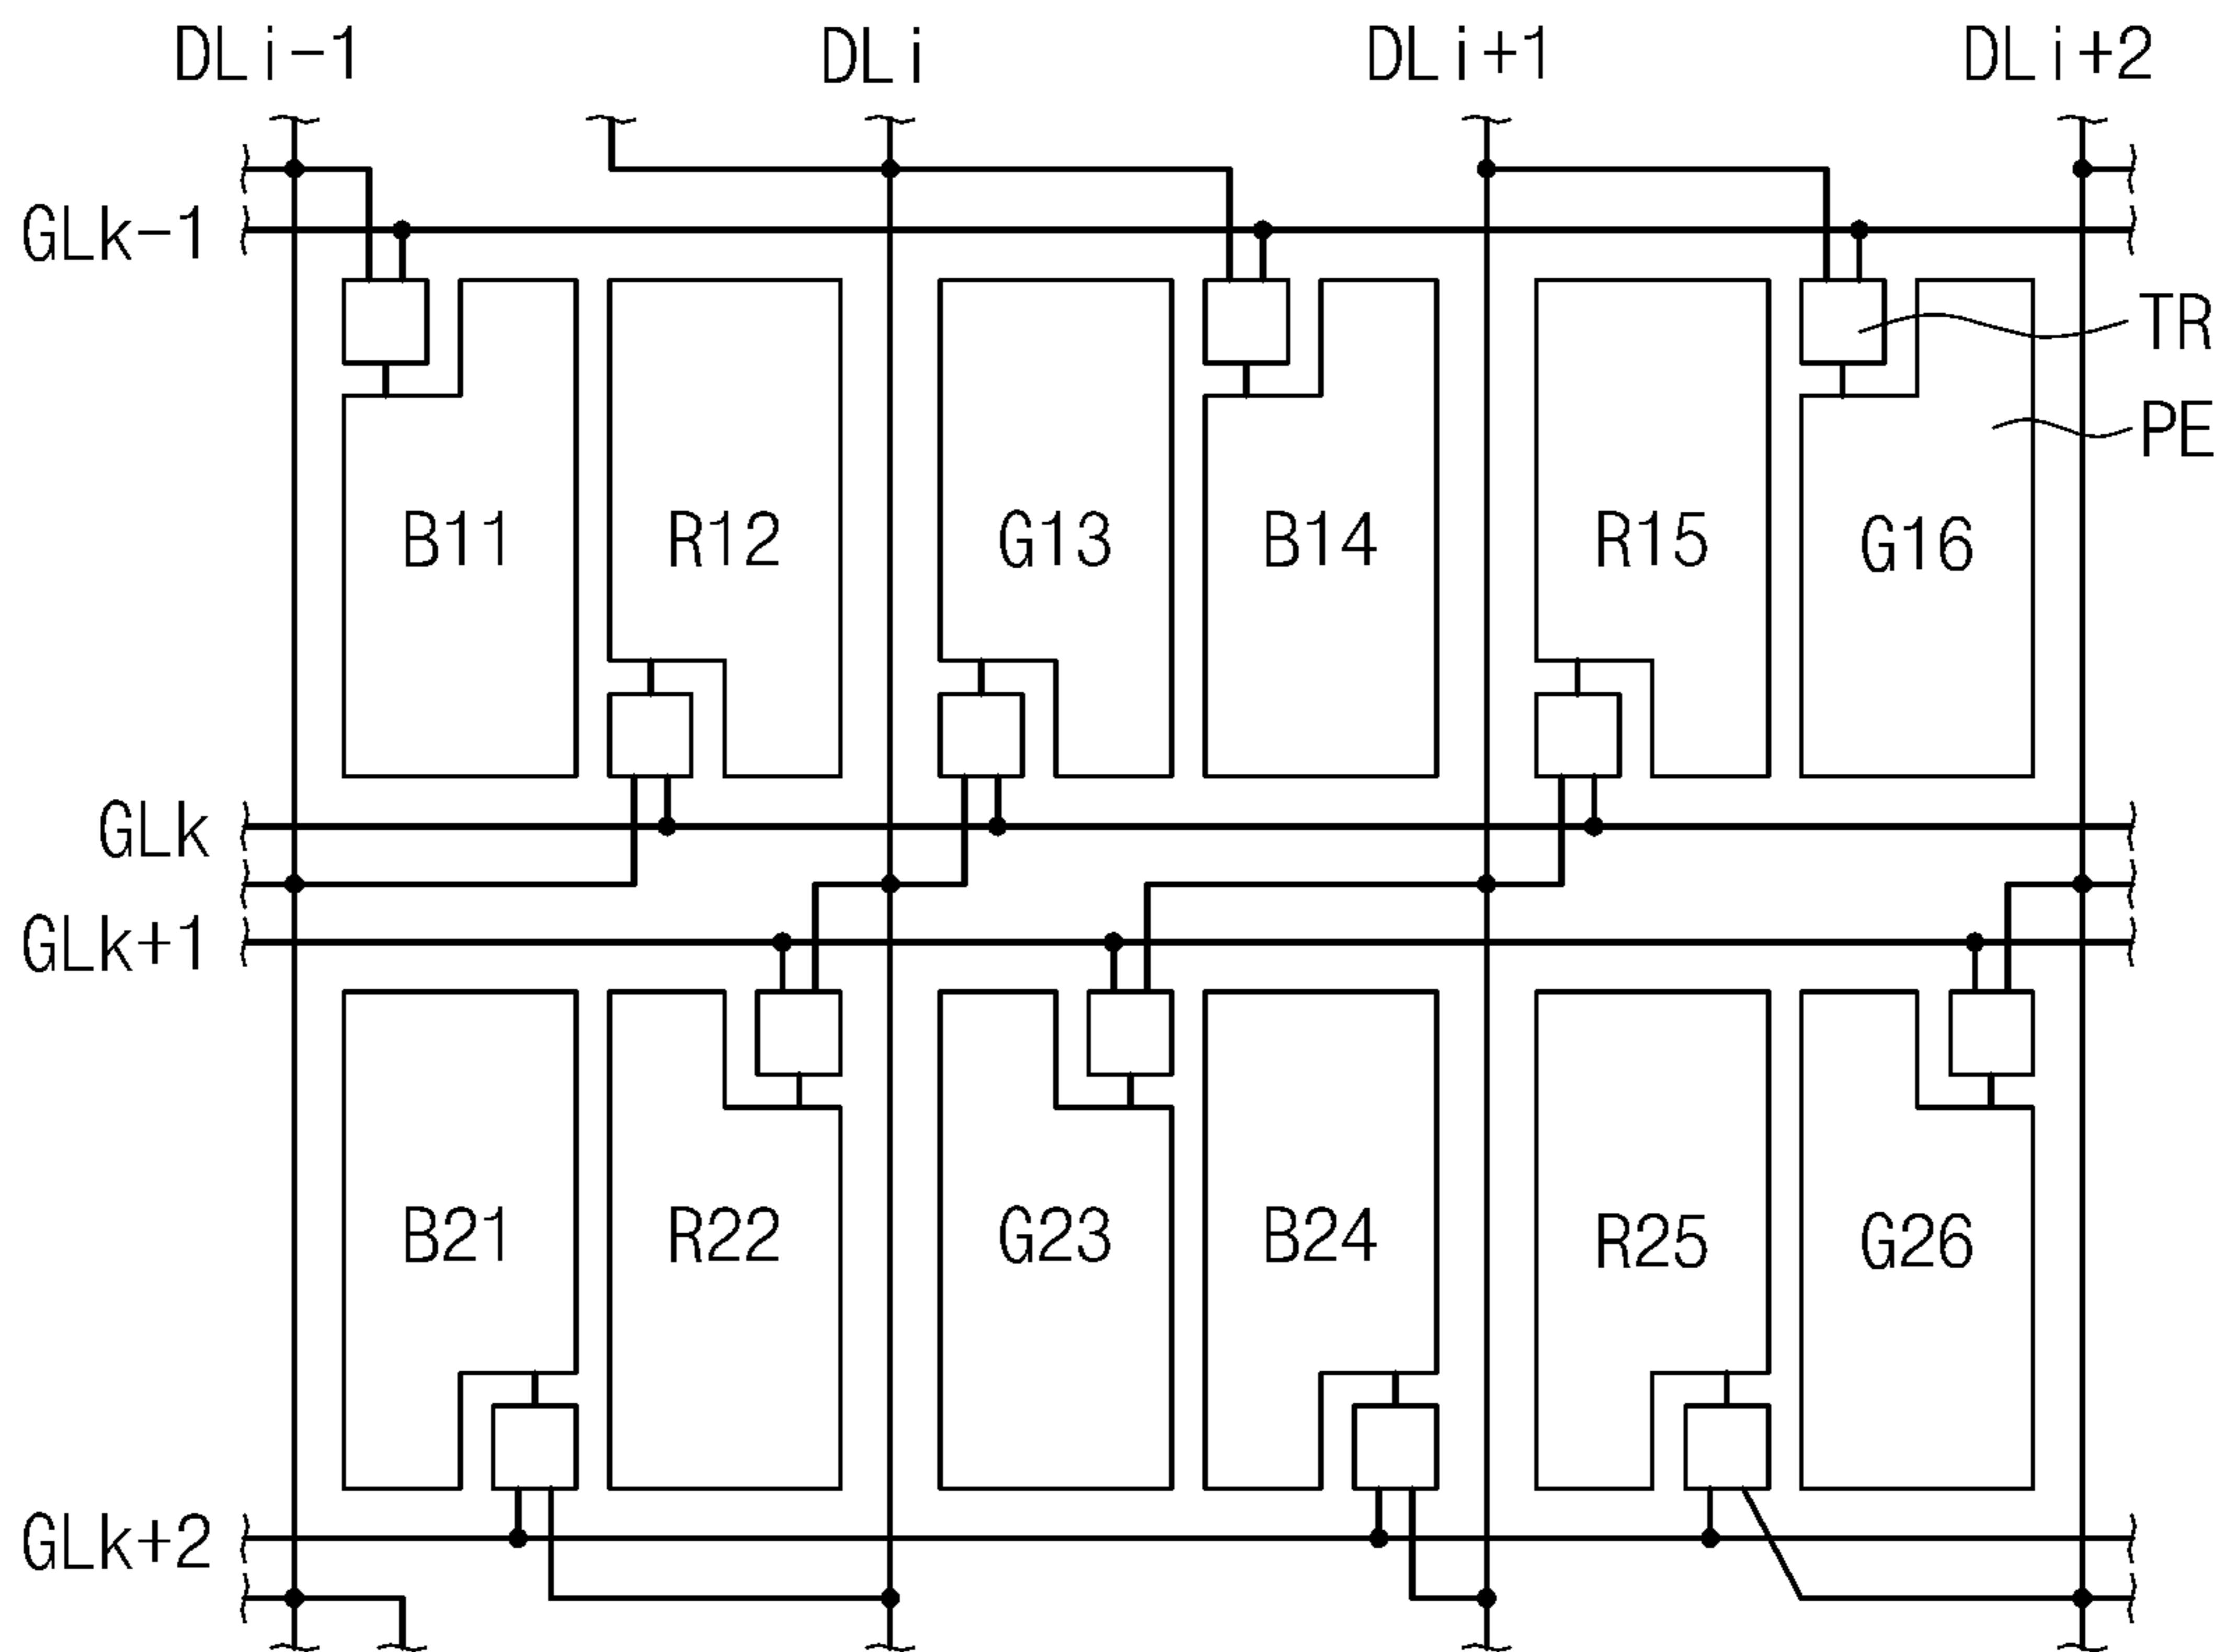 DLi-1 DLi DLi+1 DLi+2
GLk-1
TR
PE
B11 R12 G13 B14 R15 G16
GLk
GLk+1
B21 R22 G23 B24 R25 G26
GLk+2